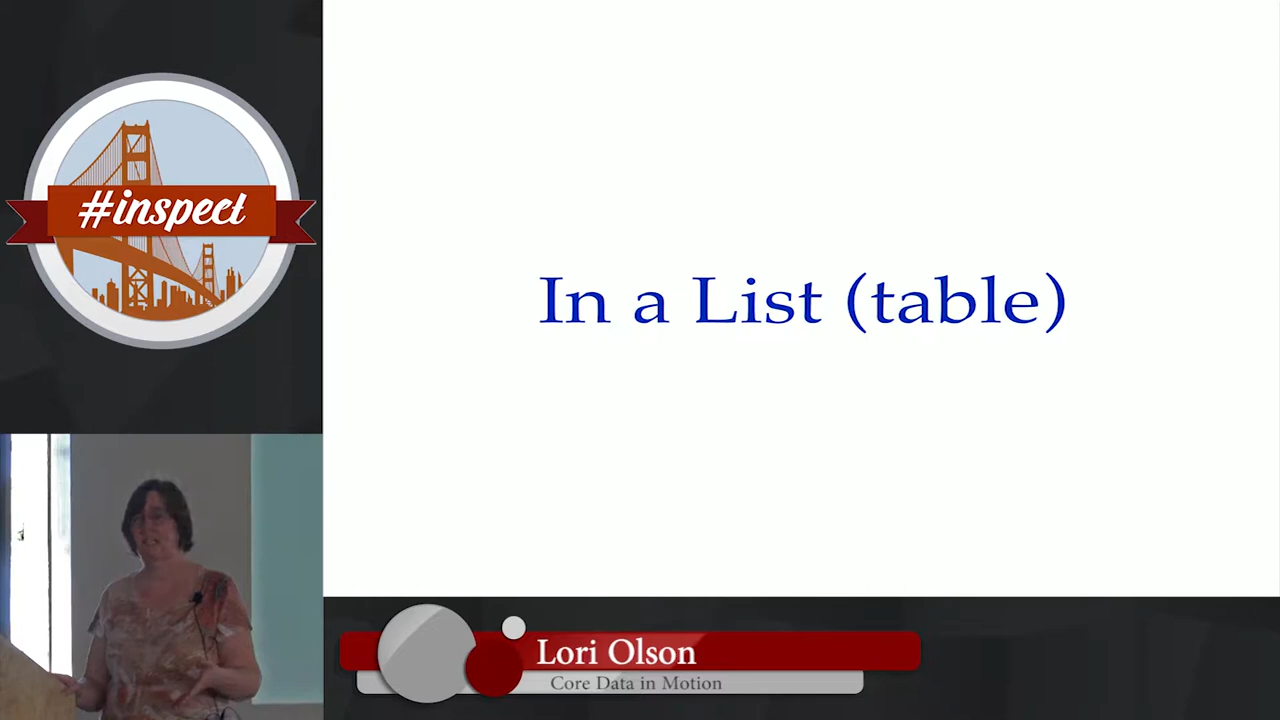 #inspect
In a List (table)
Lori Olson
Core Data in Motion